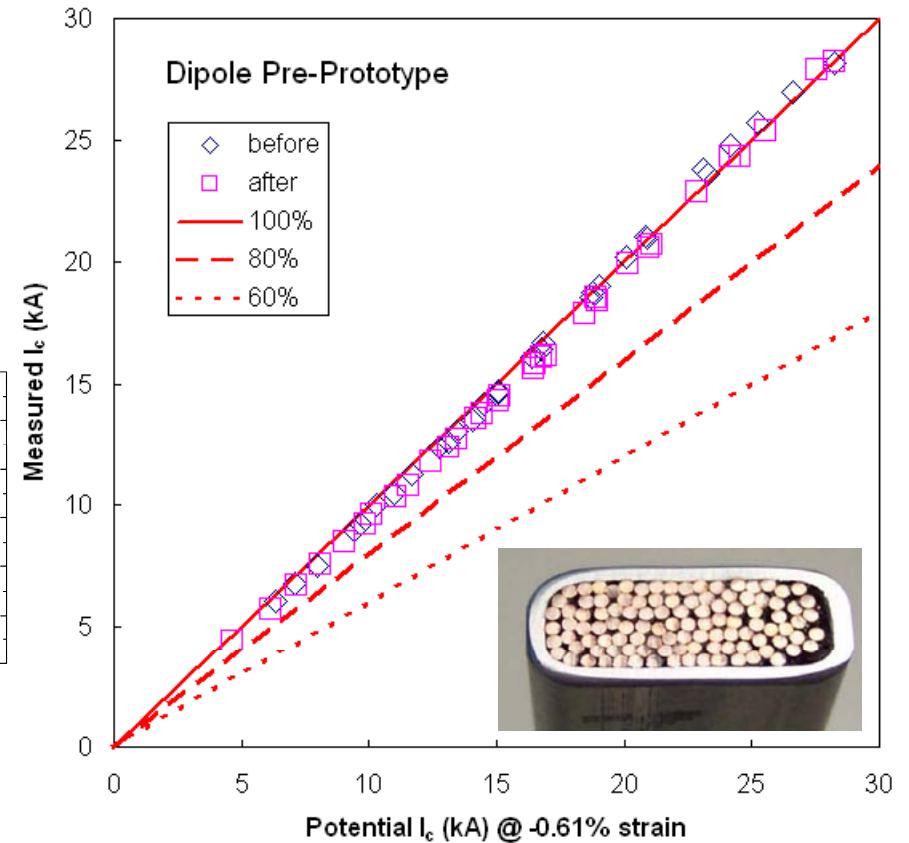 Dipole Pre-Prototype
before
after
100%
80%
60%
30
25
20
15
10
5
0
Measured Ic (kA)
0 5 10 15 20 25 30
Potential Ic (kA) @ -0.61% strain